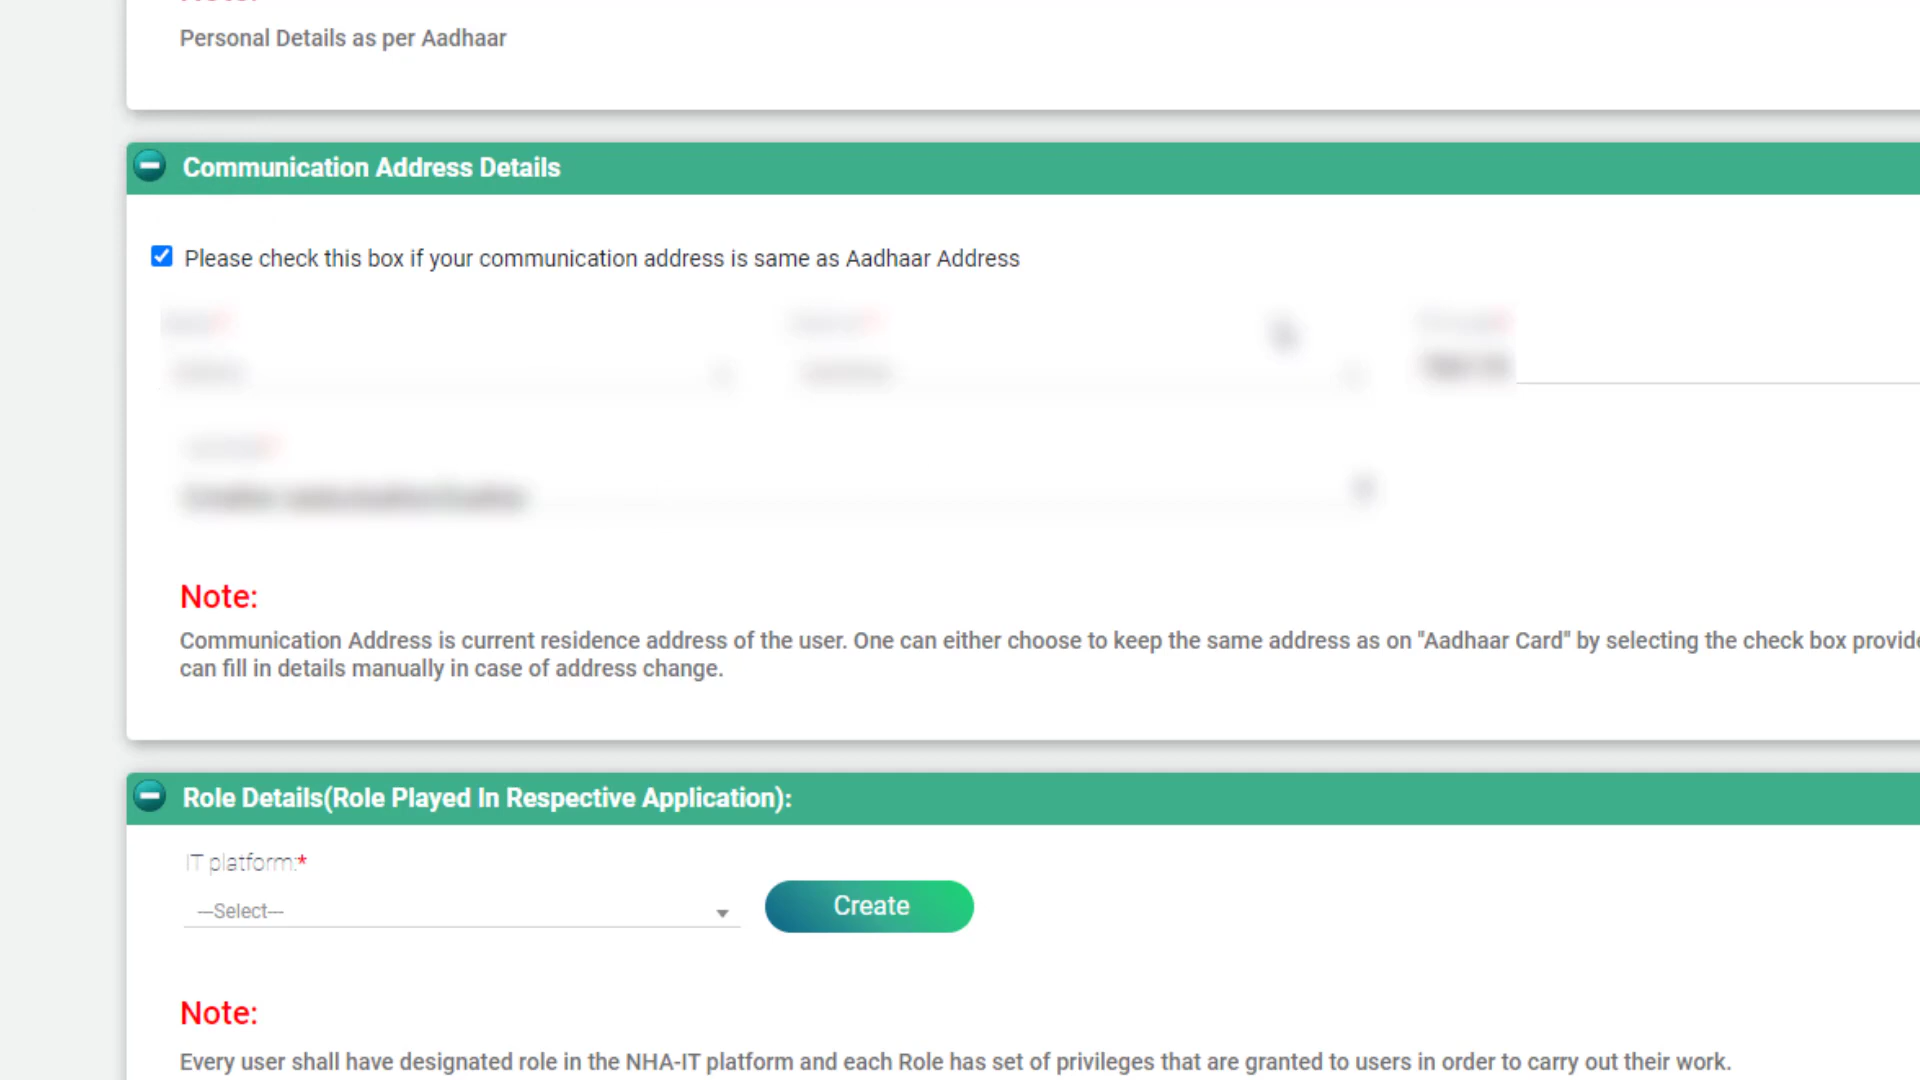 Personal Details as per Aadhaar
Communication Address Details
Please check this box if your communication address is same as Aadhaar Address
Note:
Communication Address is current residence address of the user. One can either choose to keep the same address as on "Aadhaar Card" by selecting the check box
can fill in details manually in case of address change.
Role Details(Role Played In Respective Application):
IT platform:*
---Select---
Create
Note:
Every user shall have designated role in the NHA-IT platform and each Role has set of privileges that are granted to users in order to carry out their work.